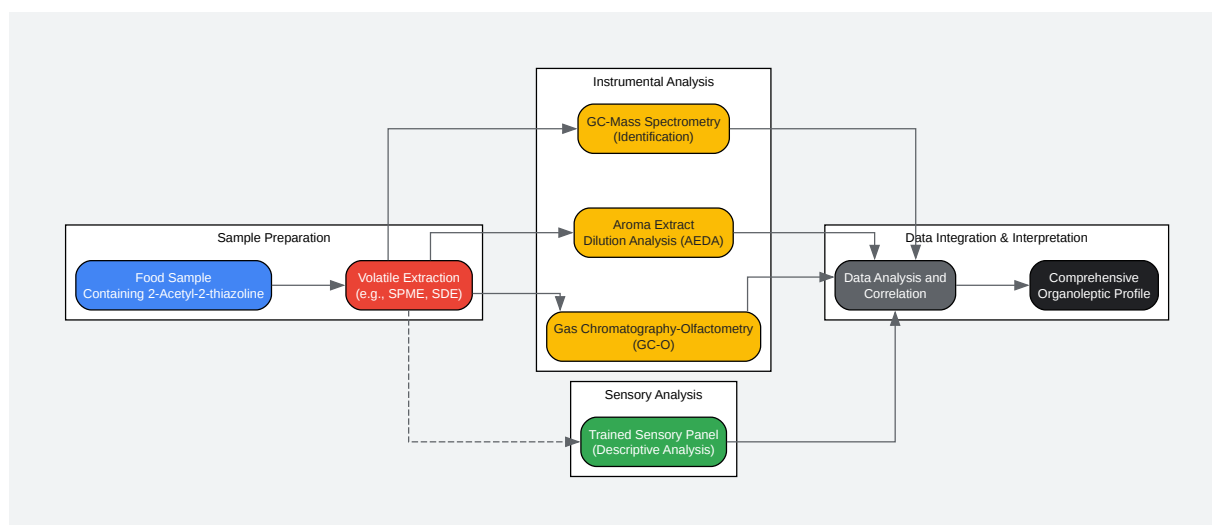 Instrumental Analysis
GC-Mass Spectrometry
(Identification)
Aroma Extract
Dilution Analysis (AEDA)
Gas Chromatography-Olfactometry
(GC-O)
Sample Preparation
Food Sample
Containing 2-Acetyl-2-thiazoline
Volatile Extraction
(e.g., SPME, SDE)
Data Integration & Interpretation
Data Analysis and
Correlation
Comprehensive
Organoleptic Profile
Sensory Analysis
Trained Sensory Panel
(Descriptive Analysis)